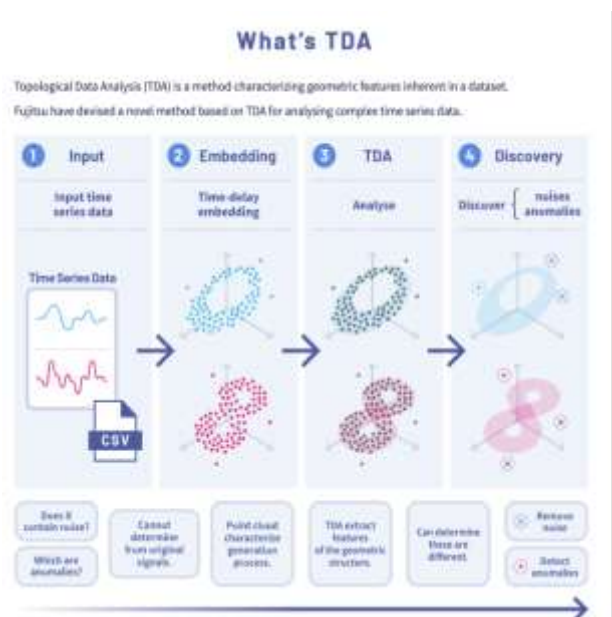 What's TDA
Topological Data Analysis (TDA) is a method characterizing geometric features inherent in a dataset.
Fujitsu have devised a novel method based on TDA for analysing complex time series data.
1 Input
Input time
series data
Time Series Data
CSV
2 Embedding
Time-delay
embedding
3 TDA
Analyse
4 Discovery
Discover
noises
anomalies
Does it
contain noise?
Which are
anomalies?
Cannot
determine
from original
signals.
Point cloud
characterize
generation
process.
TDA extract
features
of the geometric
structure.
Can determine
these are
different.
Remove
noise
Detect
anomalies